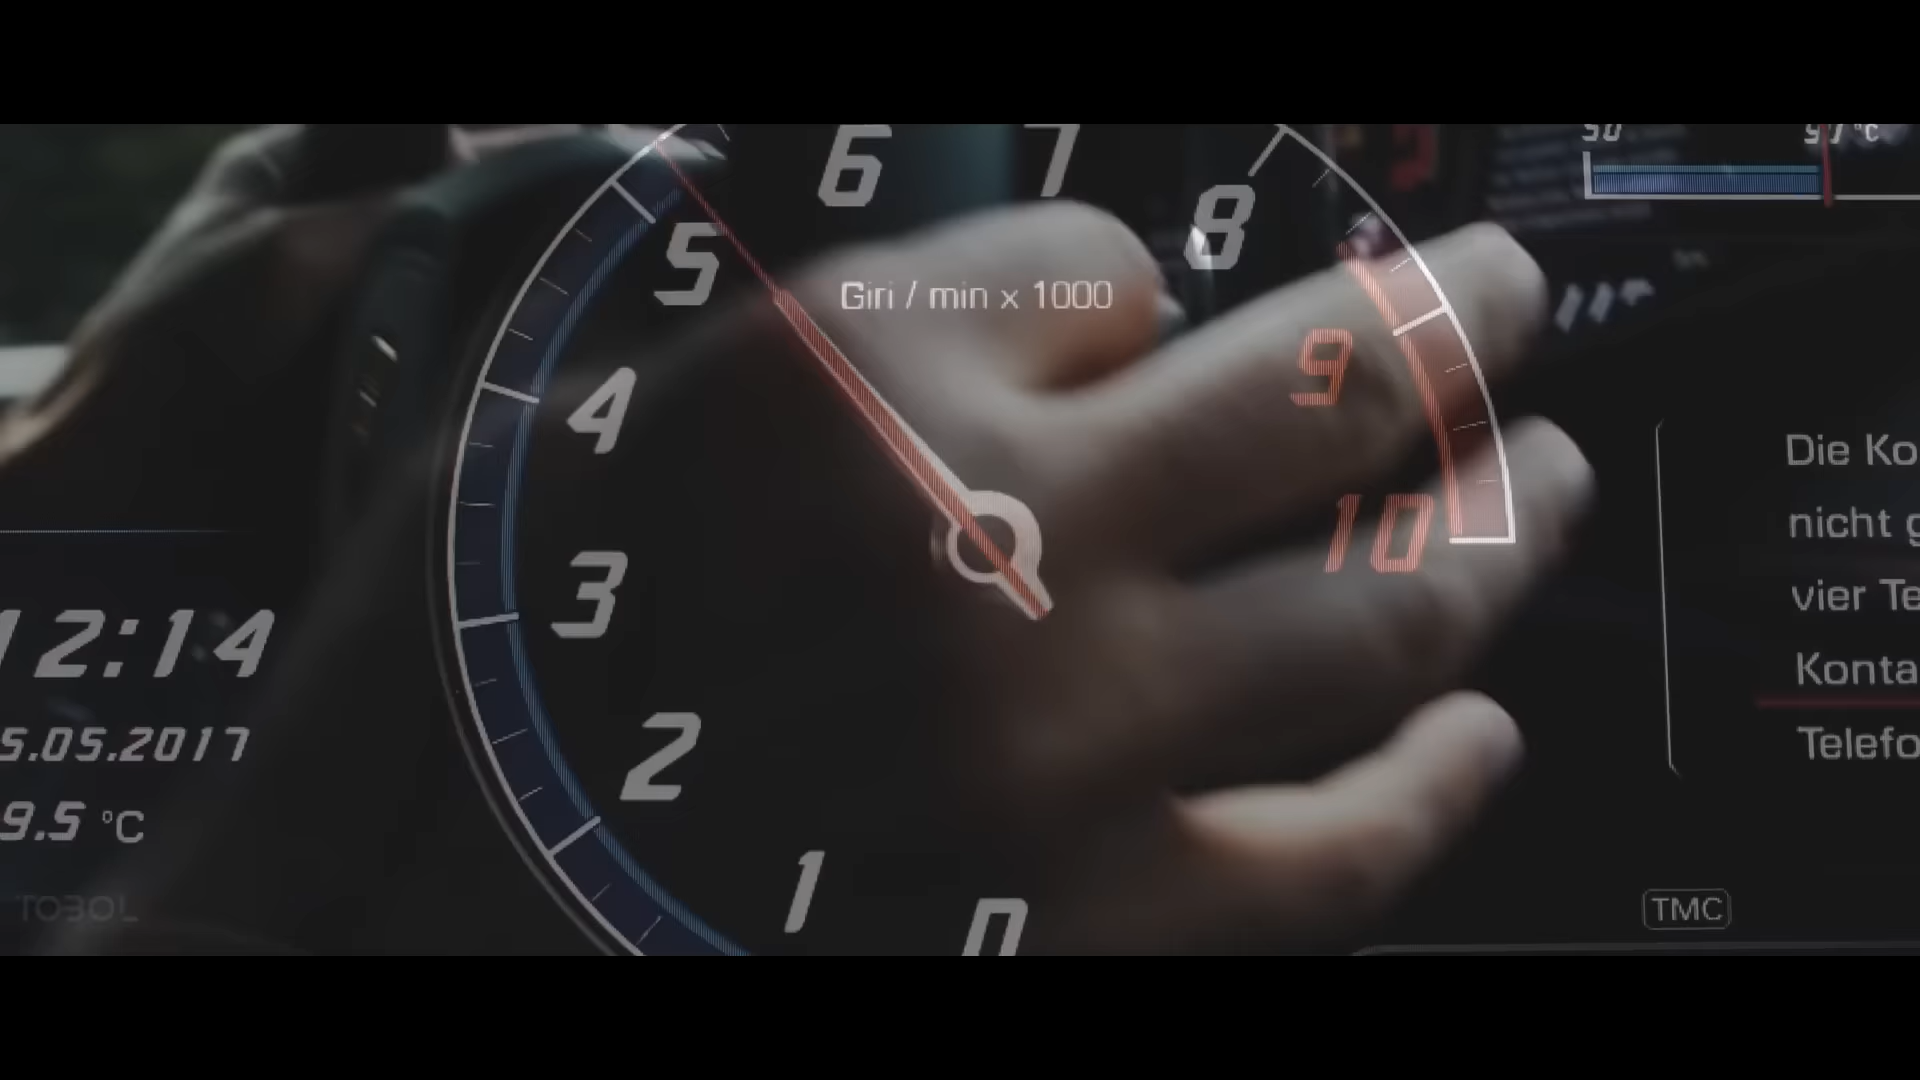 50
90 °C
6
7
8
5
Giri / min x 1000
9
4
Die Ko
10
nicht g
3
vier Te
12:14
Konta
5.05.2017
2
Telefo
9.5 °C
1
TMC
0